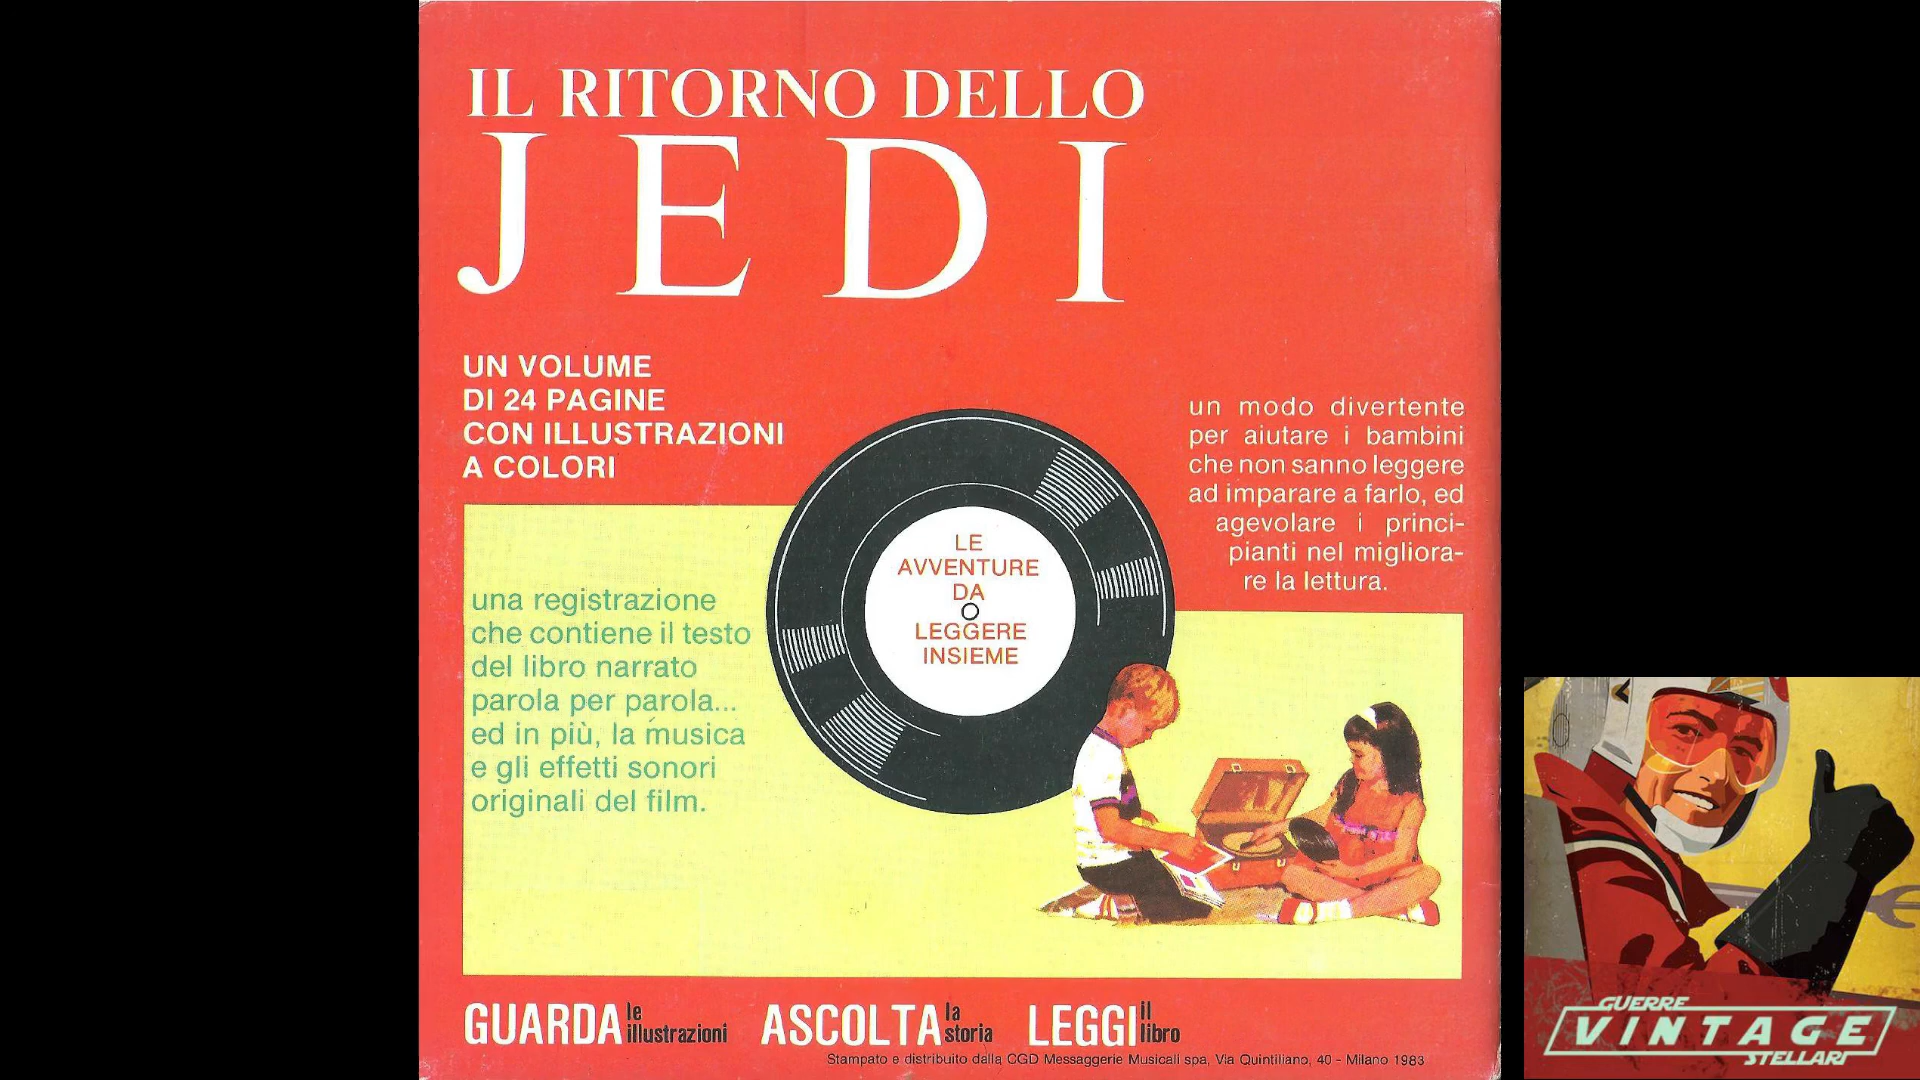 IL RITORNO DELLO
JEDI
UN VOLUME
DI 24 PAGINE
CON ILLUSTRAZIONI
A COLORI
un modo divertente
per aiutare i bambini
che non sanno leggere
ad imparare a farlo, ed
agevolare i princi-
pianti nel migliora-
re la lettura.
LE
AVVENTURE
DA
LEGGERE
INSIEME
una registrazione
che contiene il testo
del libro narrato
parola per parola...
ed in più, la musica
e gli effetti sonori
originali del film.
GUARDA le illustrazioni ASCOLTA la storia LEGGI il libro
Stampato e distribuito dalla CGD Messaggerie Musicali spa, Via Quintiliano, 40 - Milano 1983
GUERRE
VINTAGE
STELLARI